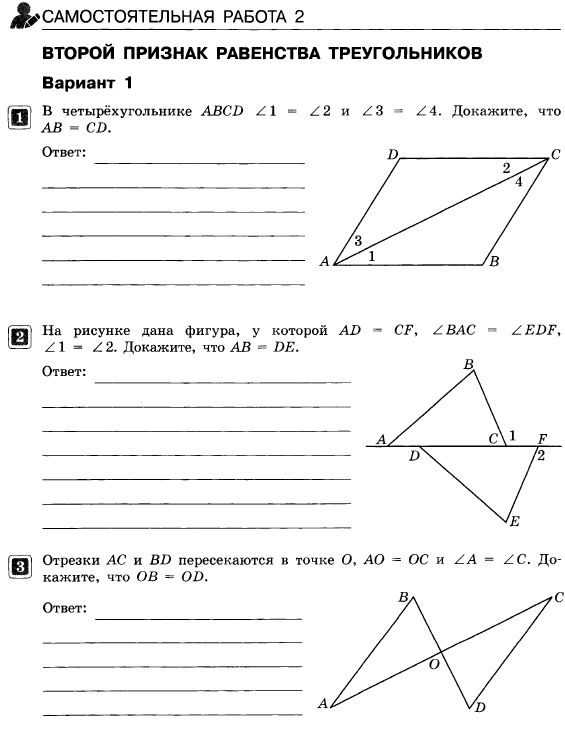 САМОСТОЯТЕЛЬНАЯ РАБОТА 2
ВТОРОЙ ПРИЗНАК РАВЕНСТВА ТРЕУГОЛЬНИКОВ
Вариант 1
1 В четырёхугольнике ABCD ∠1 = ∠2 и ∠3 = ∠4. Докажите, что
AB = CD.
Ответ:
D C
2
4
3
1
A B
2 На рисунке дана фигура, у которой AD = CF, ∠BAC = ∠EDF,
∠1 = ∠2. Докажите, что AB = DE.
Ответ:
B
A C 1 F
D 2
E
3 Отрезки AC и BD пересекаются в точке O, AO = OC и ∠A = ∠C. До-
кажите, что OB = OD.
Ответ:
B C
O
A D